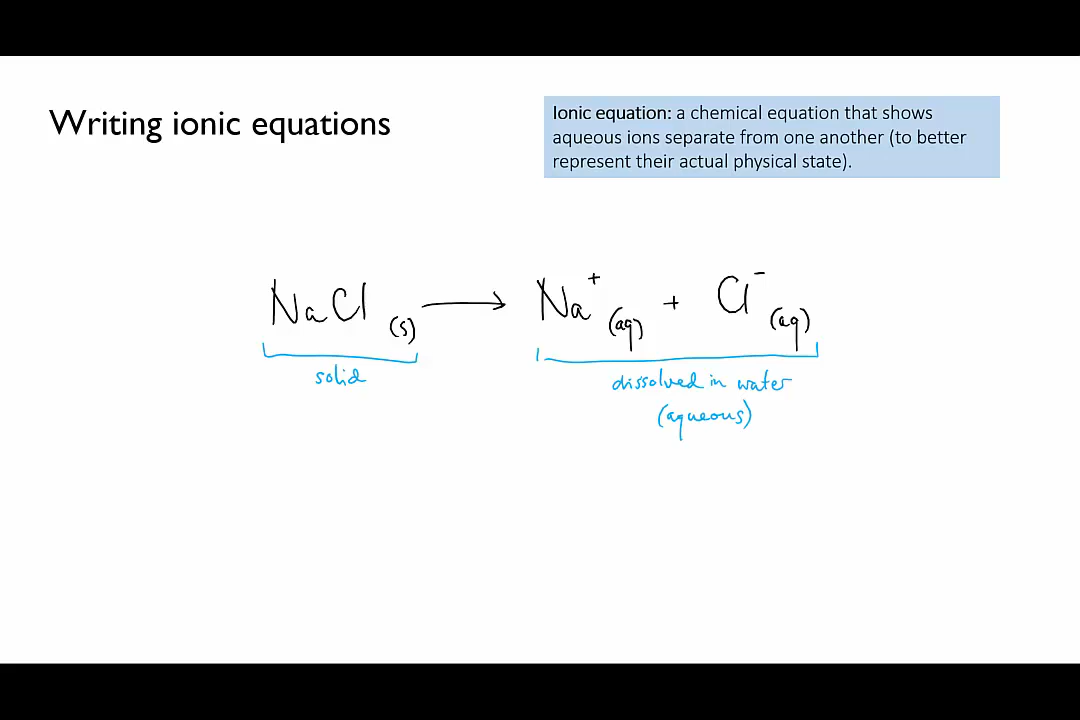 Writing ionic equations
Ionic equation: a chemical equation that shows
aqueous ions separate from one another (to better
represent their actual physical state).
NaCl (s) ⟶ Na⁺ (aq) + Cl⁻ (aq)
solid
dissolved in water
(aqueous)